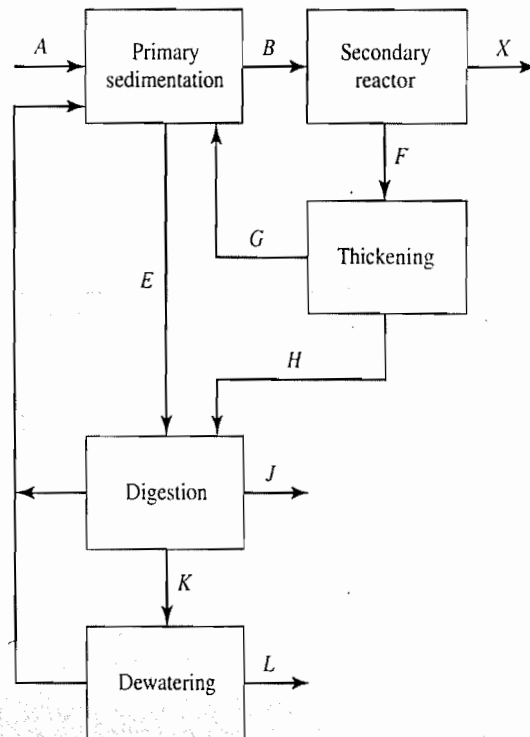 A
Primary
sedimentation
B
Secondary
reactor
X
F
G
Thickening
E
H
Digestion
J
K
Dewatering
L